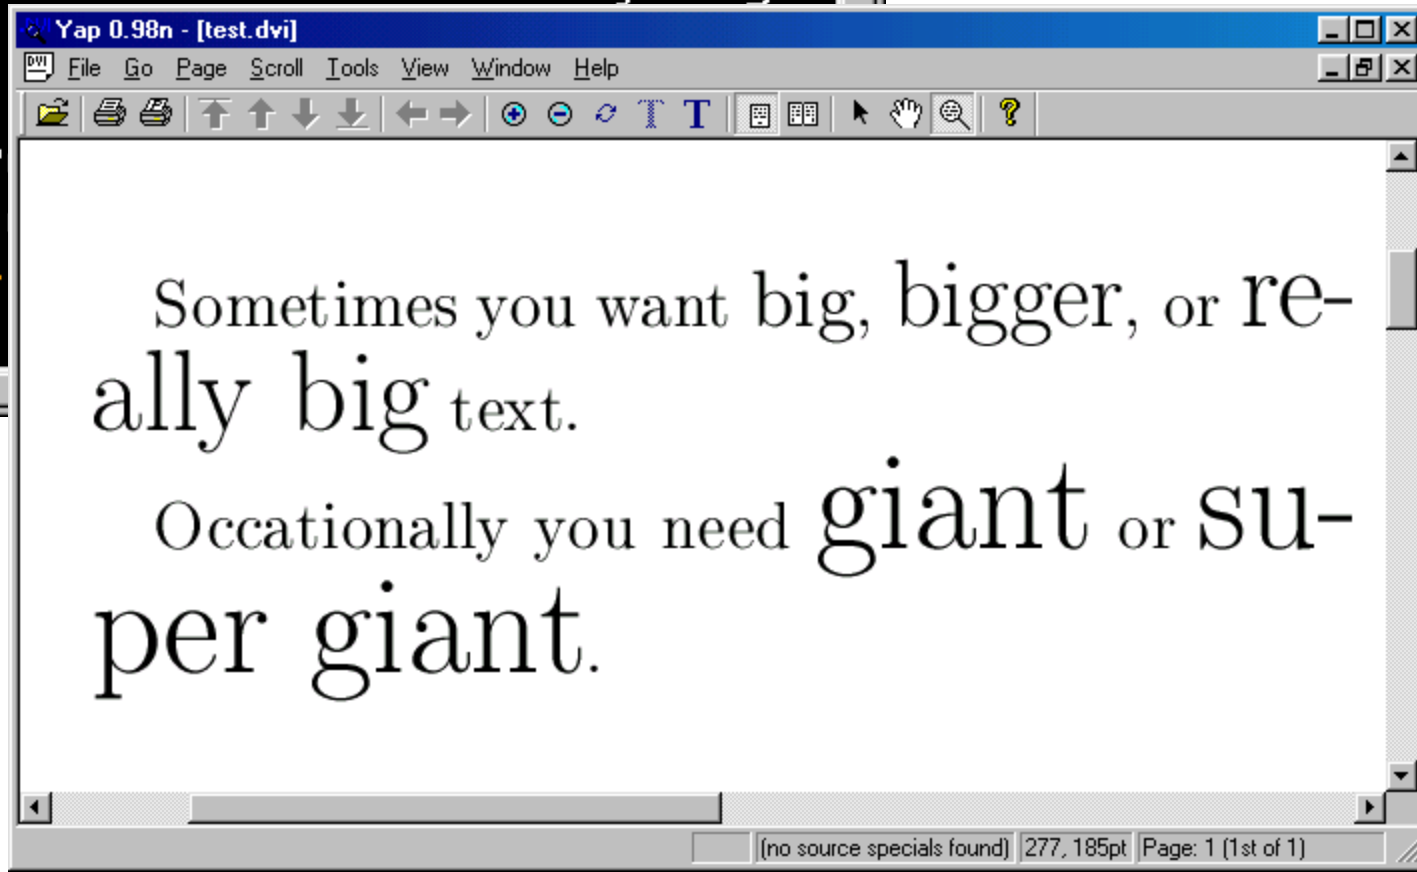 Yap 0.98n - [test.dvi]
File Go Page Scroll Tools View Window Help
Sometimes you want big, bigger, or re-
ally big text.
Occationally you need giant or su-
per giant.
(no source specials found) 277, 185pt Page: 1 (1st of 1)